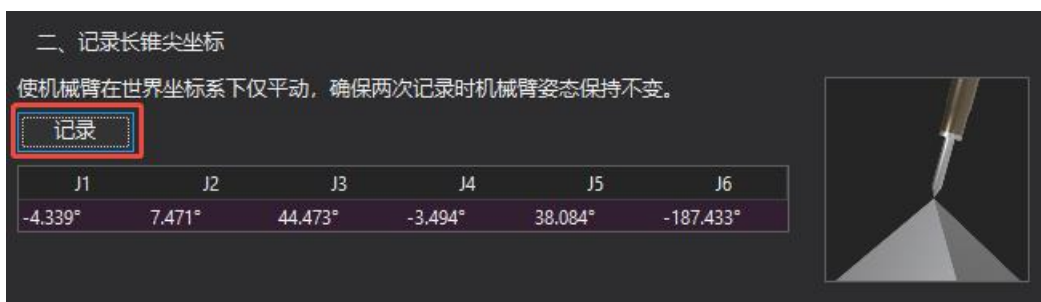 二、记录长锥尖坐标
使机械臂在世界坐标系下仅平动，确保两次记录时机械臂姿态保持不变。
记录
J1 J2 J3 J4 J5 J6
-4.339° 7.471° 44.473° -3.494° 38.084° -187.433°